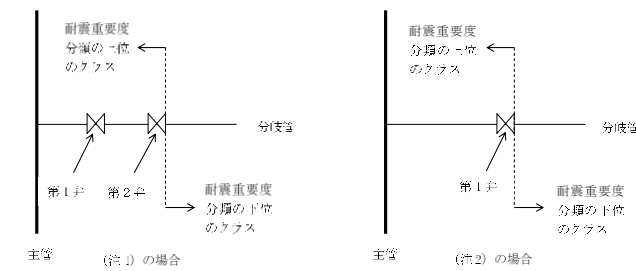 耐震重要度
分類の上位
のクラス
分岐管
第1弁
第2弁
耐震重要度
分類の下位
のクラス
主管
(注1)の場合
耐震重要度
分類の上位
のクラス
分岐管
第1弁
耐震重要度
分類の下位
のクラス
主管
(注2)の場合